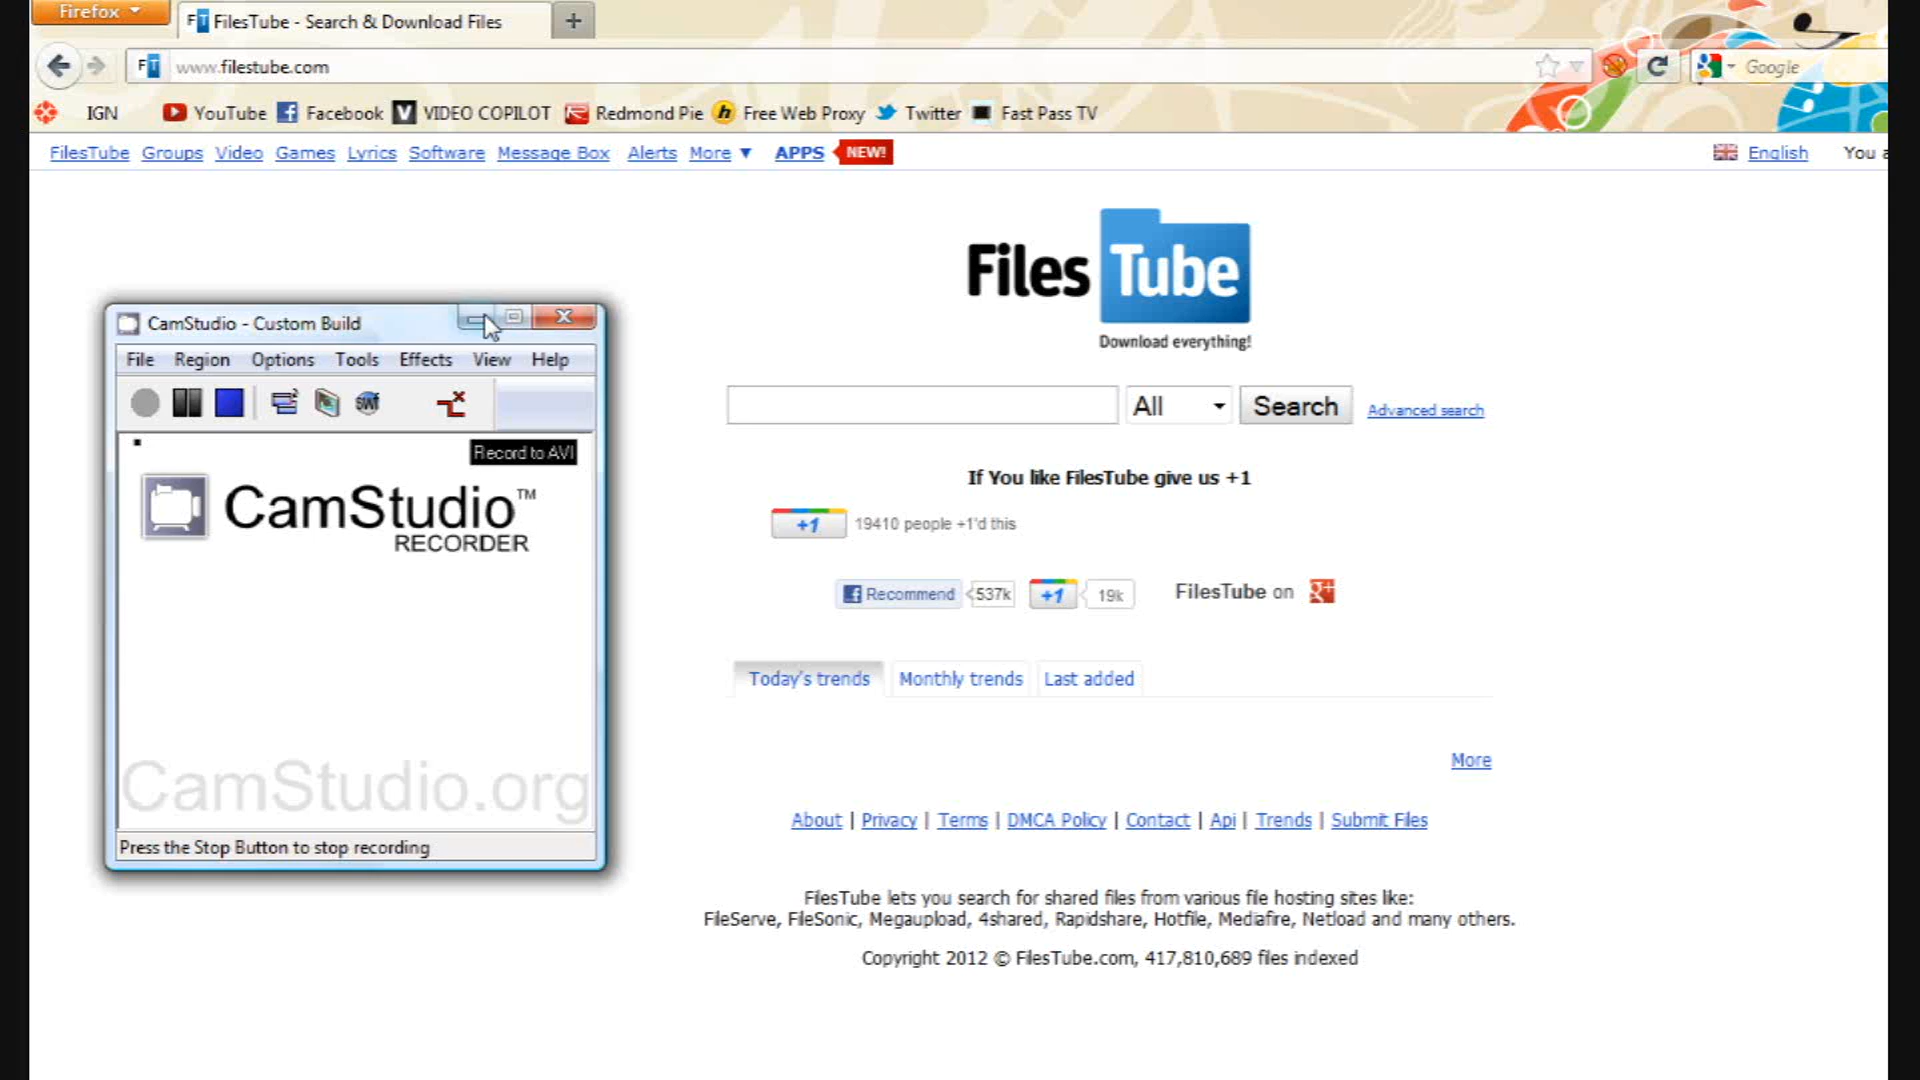 Firefox
FT FilesTube - Search & Download Files
FT www.filestube.com
Google
IGN YouTube Facebook VIDEO COPILOT Redmond Pie Free Web Proxy Twitter Fast Pass TV
FilesTube Groups Video Games Lyrics Software Message Box Alerts More ▼ APPS NEW!
English You a
Files Tube
Download everything!
All Search Advanced search
If You like FilesTube give us +1
+1 19410 people +1'd this
Recommend 537k +1 19k FilesTube on g+
Today's trends Monthly trends Last added
More
About | Privacy | Terms | DMCA Policy | Contact | Api | Trends | Submit Files
FilesTube lets you search for shared files from various file hosting sites like:
FileServe, FileSonic, Megaupload, 4shared, Rapidshare, Hotfile, Mediafire, Netload and many others.
Copyright 2012 © FilesTube.com, 417,810,689 files indexed
CamStudio - Custom Build
File Region Options Tools Effects View Help
SWf
Record to AVI
CamStudio™
RECORDER
CamStudio.org
Press the Stop Button to stop recording